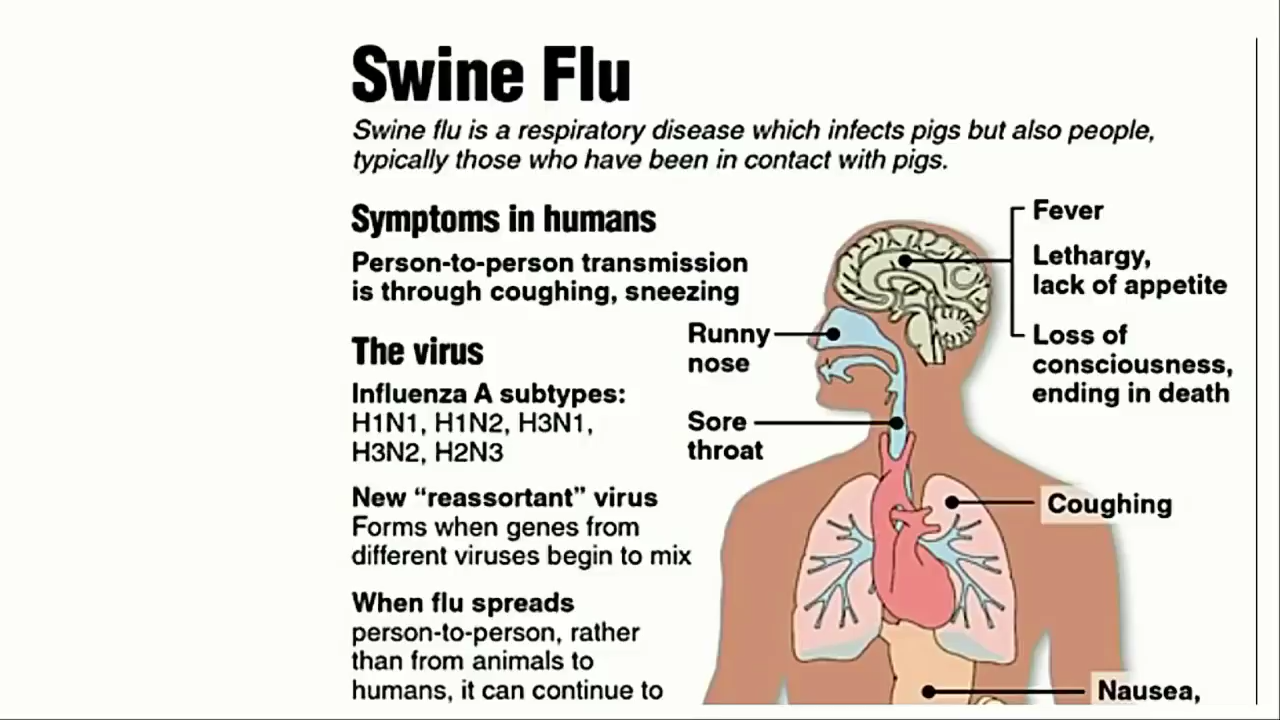 Swine Flu
Swine flu is a respiratory disease which infects pigs but also people,
typically those who have been in contact with pigs.
Symptoms in humans
Person-to-person transmission
is through coughing, sneezing
The virus
Influenza A subtypes:
H1N1, H1N2, H3N1,
H3N2, H2N3
New “reassortant” virus
Forms when genes from
different viruses begin to mix
When flu spreads
person-to-person, rather
than from animals to
humans, it can continue to
Runny
nose
Sore
throat
Fever
Lethargy,
lack of appetite
Loss of
consciousness,
ending in death
Coughing
Nausea,